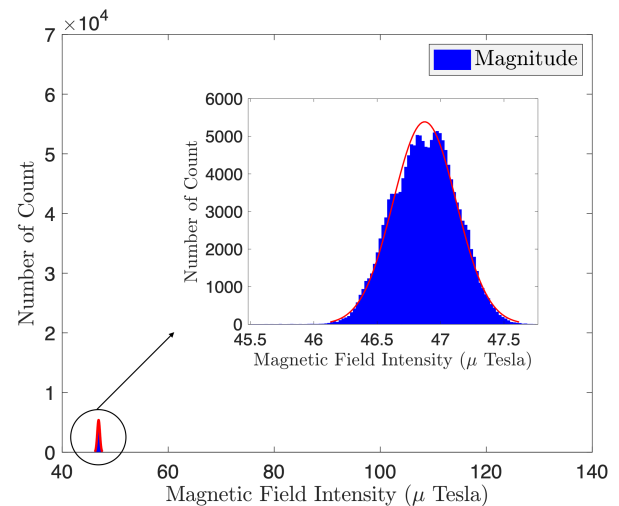 ×10⁴
7
6
5
4
3
2
1
0
Number of Count
40 60 80 100 120 140
Magnetic Field Intensity (μ Tesla)
Magnitude
6000
5000
4000
3000
2000
1000
0
Number of Count
45.5 46 46.5 47 47.5
Magnetic Field Intensity (μ Tesla)